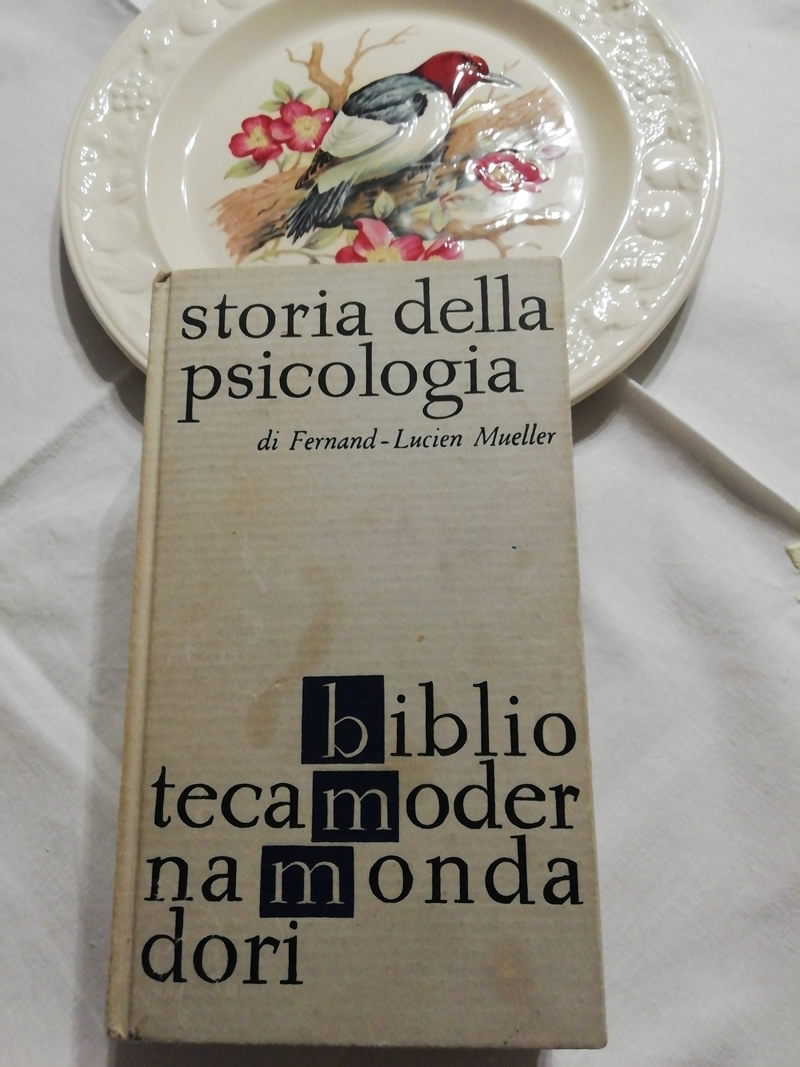 storia della
psicologia
di Fernand-Lucien Mueller
biblio
tecamoder
namonda
dori